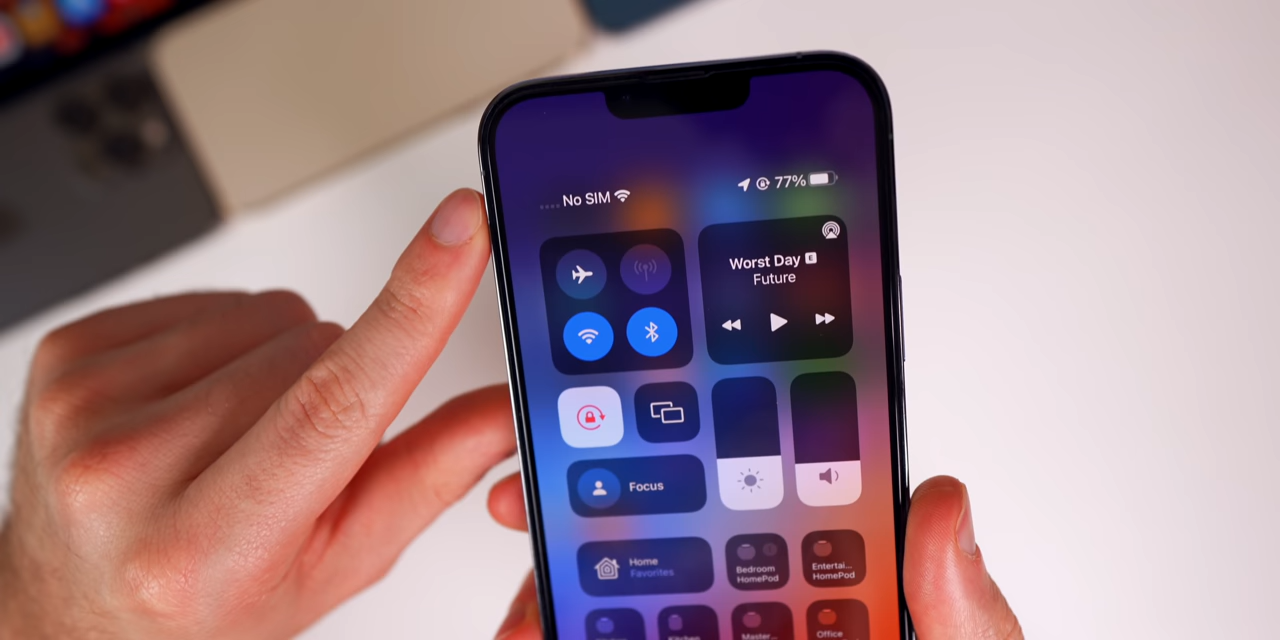 No SIM
77%
Worst Day E
Future
Focus
Home
Favorites
Bedroom
HomePod
Entertai...
HomePod
Kitchen
Master...
Office